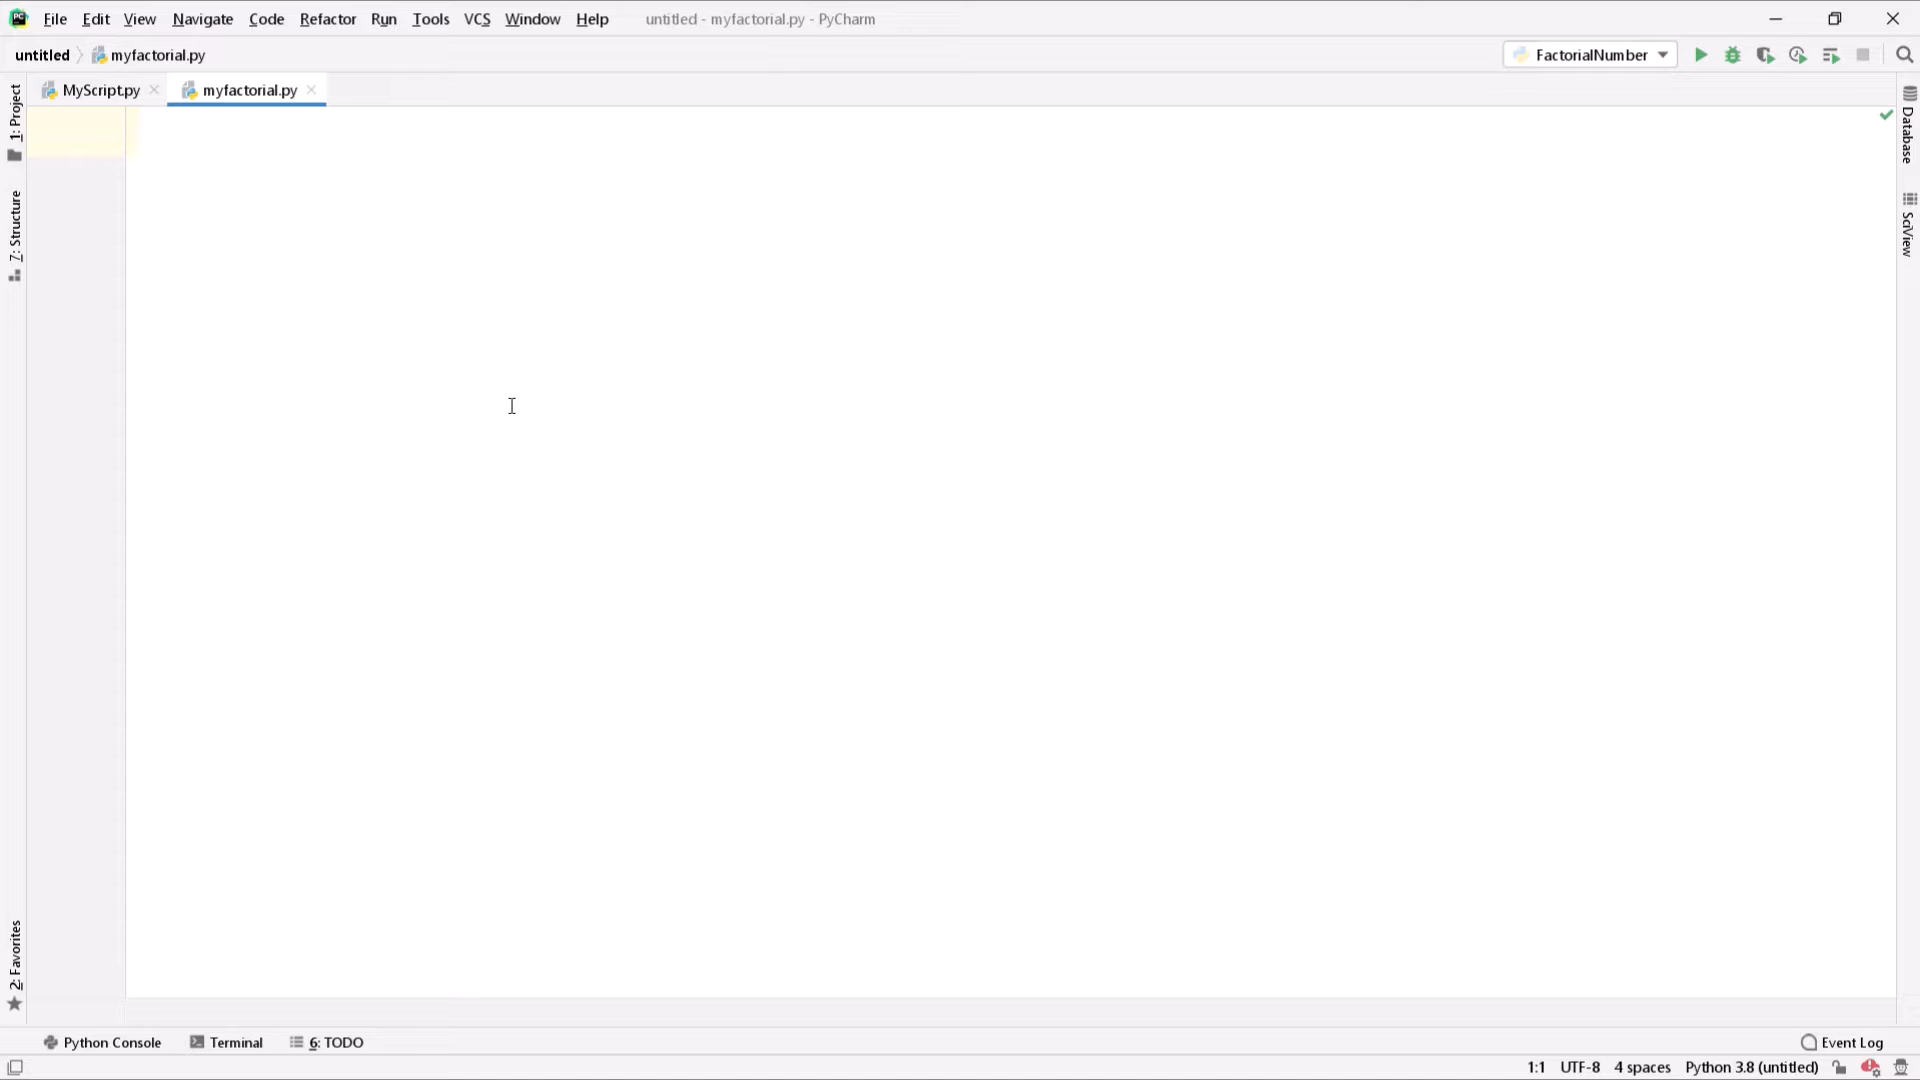 File Edit View Navigate Code Refactor Run Tools VCS Window Help untitled - myfactorial.py - PyCharm
untitled myfactorial.py FactorialNumber
MyScript.py myfactorial.py
1: Project
7: Structure
2: Favorites
Database
SciView
Python Console Terminal 6: TODO Event Log
1:1 UTF-8 4 spaces Python 3.8 (untitled)